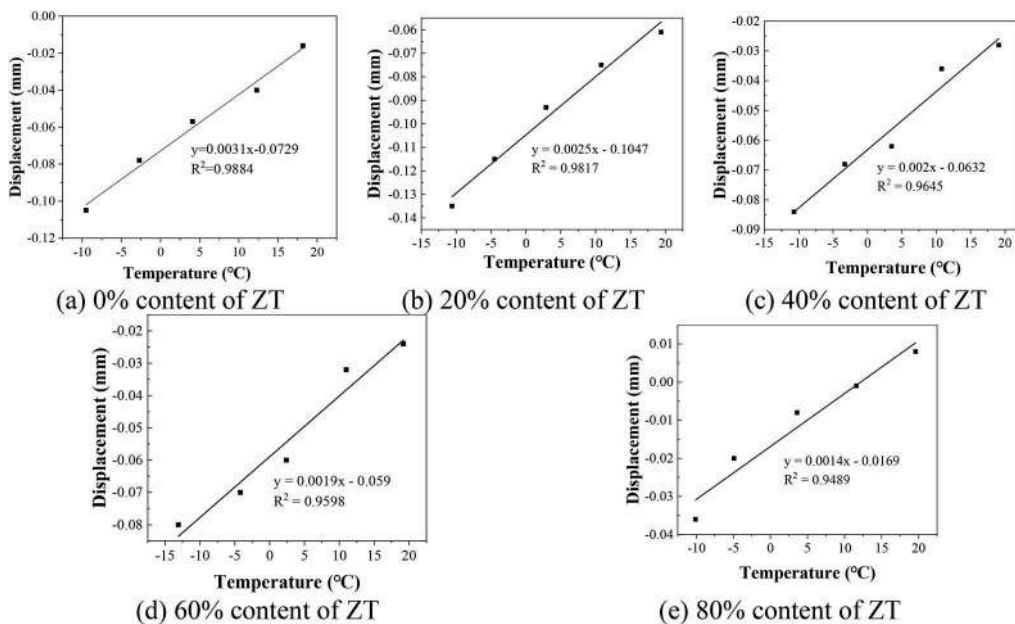 0.00
-0.02
-0.04
-0.06
-0.08
-0.10
-0.12
Displacement (mm)
y=0.0031x-0.0729
R²=0.9884
-10 -5 0 5 10 15 20
Temperature (°C)
(a) 0% content of ZT
-0.06
-0.07
-0.08
-0.09
-0.10
-0.11
-0.12
-0.13
-0.14
Displacement (mm)
y = 0.0025x - 0.1047
R² = 0.9817
-15 -10 -5 0 5 10 15 20
Temperature (°C)
(b) 20% content of ZT
-0.02
-0.03
-0.04
-0.05
-0.06
-0.07
-0.08
-0.09
Displacement (mm)
y = 0.002x - 0.0632
R² = 0.9645
-15 -10 -5 0 5 10 15 20
Temperature (°C)
(c) 40% content of ZT
-0.02
-0.03
-0.04
-0.05
-0.06
-0.07
-0.08
Displacement (mm)
y = 0.0019x - 0.059
R² = 0.9598
-15 -10 -5 0 5 10 15 20
Temperature (°C)
(d) 60% content of ZT
0.01
0.00
-0.01
-0.02
-0.03
-0.04
Displacement (mm)
y = 0.0014x - 0.0169
R² = 0.9489
-10 -5 0 5 10 15 20
Temperature (°C)
(e) 80% content of ZT